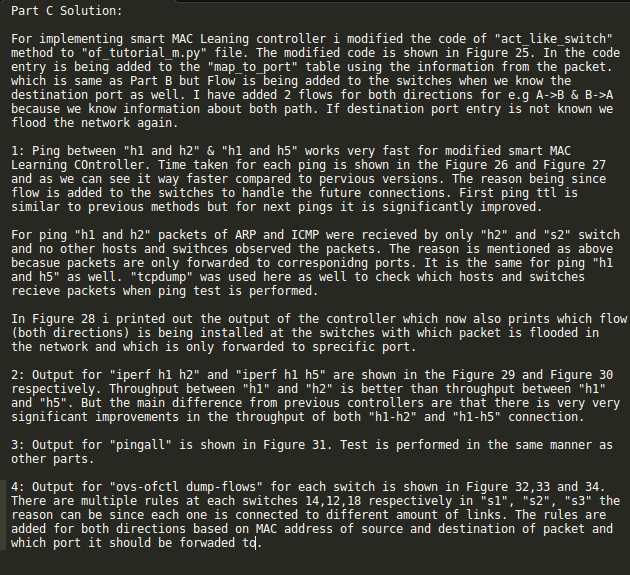 Part C Solution:
For implementing smart MAC Leaning controller i modified the code of "act_like_switch"
method to "of_tutorial_m.py" file. The modified code is shown in Figure 25. In the code
entry is being added to the "map_to_port" table using the information from the packet.
which is same as Part B but Flow is being added to the switches when we know the
destination port as well. I have added 2 flows for both directions for e.g A->B & B->A
because we know information about both path. If destination port entry is not known we
flood the network again.
1: Ping between "h1 and h2" & "h1 and h5" works very fast for modified smart MAC
Learning COntroller. Time taken for each ping is shown in the Figure 26 and Figure 27
and as we can see it way faster compared to pervious versions. The reason being since
flow is added to the switches to handle the future connections. First ping ttl is
similar to previous methods but for next pings it is significantly improved.
For ping "h1 and h2" packets of ARP and ICMP were recieved by only "h2" and "s2" switch
and no other hosts and swithces observed the packets. The reason is mentioned as above
becasue packets are only forwarded to corresponidng ports. It is the same for ping "h1
and h5" as well. "tcpdump" was used here as well to check which hosts and switches
recieve packets when ping test is performed.
In Figure 28 i printed out the output of the controller which now also prints which flow
(both directions) is being installed at the switches with which packet is flooded in
the network and which is only forwarded to sprecific port.
2: Output for "iperf h1 h2" and "iperf h1 h5" are shown in the Figure 29 and Figure 30
respectively. Throughput between "h1" and "h2" is better than throughput between "h1"
and "h5". But the main difference from previous controllers are that there is very very
significant improvements in the throughput of both "h1-h2" and "h1-h5" connection.
3: Output for "pingall" is shown in Figure 31. Test is performed in the same manner as
other parts.
4: Output for "ovs-ofctl dump-flows" for each switch is shown in Figure 32,33 and 34.
There are multiple rules at each switches 14,12,18 respectively in "s1", "s2", "s3" the
reason can be since each one is connected to different amount of links. The rules are
added for both directions based on MAC address of source and destination of packet and
which port it should be forwaded to.